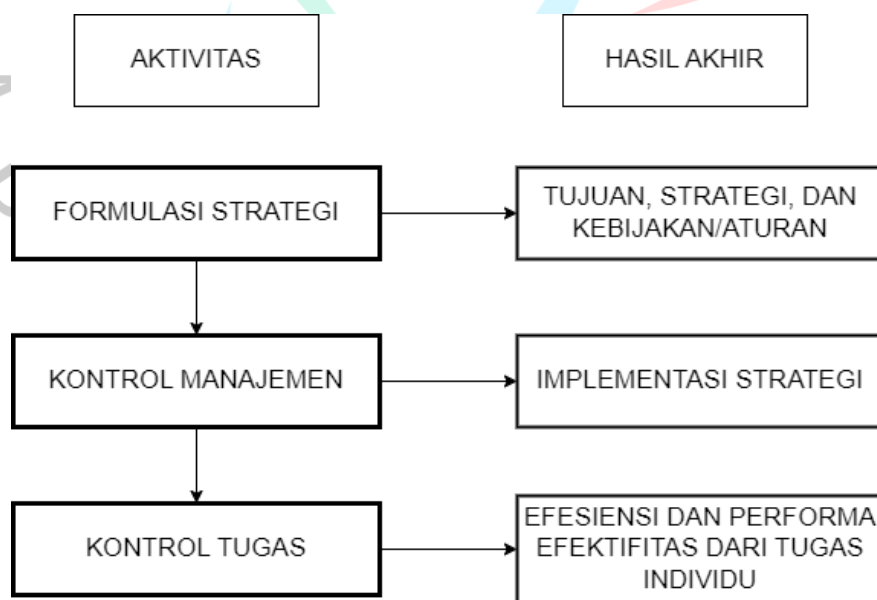 AKTIVITAS
HASIL AKHIR
FORMULASI STRATEGI
TUJUAN, STRATEGI, DAN
KEBIJAKAN/ATURAN
KONTROL MANAJEMEN
IMPLEMENTASI STRATEGI
KONTROL TUGAS
EFESIENSI DAN PERFORMA
EFEKTIFITAS DARI TUGAS
INDIVIDU